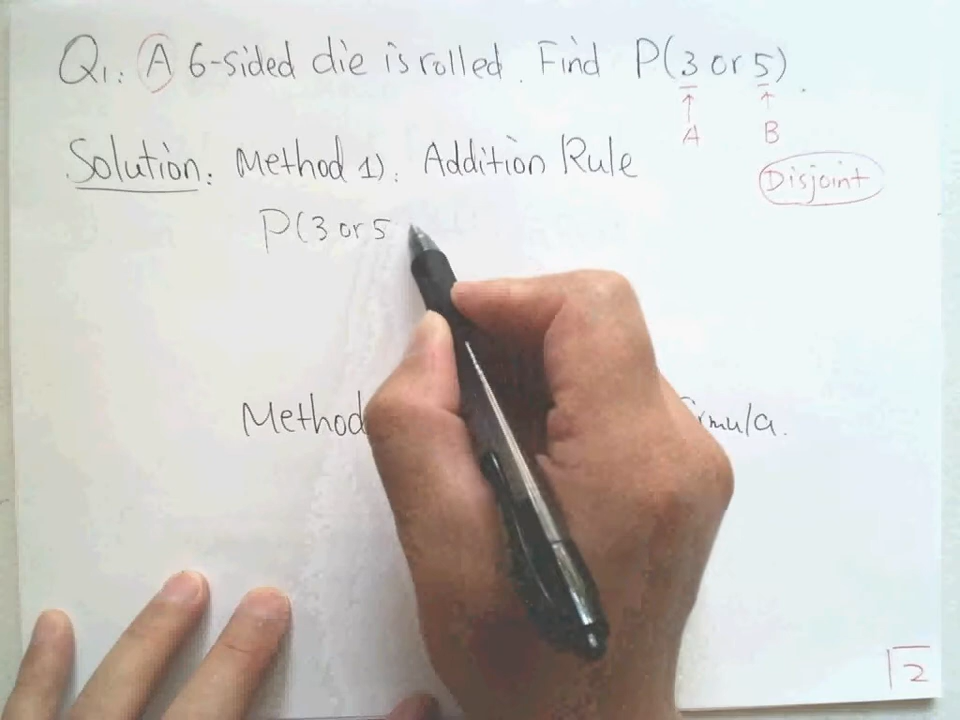 Q1: A 6-sided die is rolled. Find P(3 or 5).
A B
Solution: Method 1): Addition Rule
Disjoint
P(3 or 5
Method
2